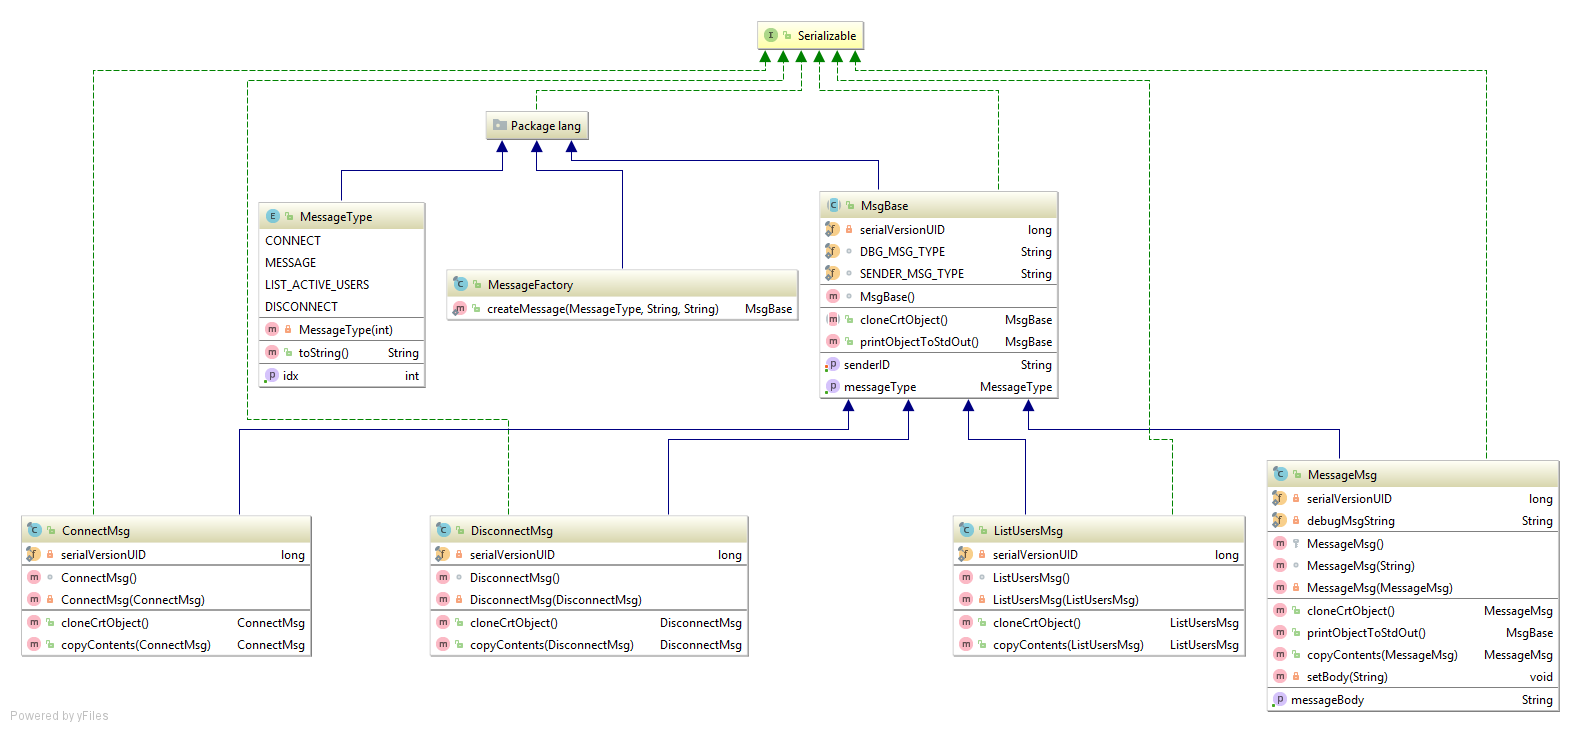 I Serializable
Package lang
E MessageType
CONNECT
MESSAGE
LIST_ACTIVE_USERS
DISCONNECT
m MessageType(int)
m toString() String
p idx int
C MessageFactory
m createMessage(MessageType, String, String) MsgBase
C MsgBase
f serialVersionUID long
f DBG_MSG_TYPE String
f SENDER_MSG_TYPE String
m MsgBase()
m cloneCrtObject() MsgBase
m printObjectToStdOut() MsgBase
p senderID String
p messageType MessageType
C ConnectMsg
f serialVersionUID long
m ConnectMsg()
m ConnectMsg(ConnectMsg)
m cloneCrtObject() ConnectMsg
m copyContents(ConnectMsg) ConnectMsg
C DisconnectMsg
f serialVersionUID long
m DisconnectMsg()
m DisconnectMsg(DisconnectMsg)
m cloneCrtObject() DisconnectMsg
m copyContents(DisconnectMsg) DisconnectMsg
C ListUsersMsg
f serialVersionUID long
m ListUsersMsg()
m ListUsersMsg(ListUsersMsg)
m cloneCrtObject() ListUsersMsg
m copyContents(ListUsersMsg) ListUsersMsg
C MessageMsg
f serialVersionUID long
f debugMsgString String
m MessageMsg()
m MessageMsg(String)
m MessageMsg(MessageMsg)
m cloneCrtObject() MessageMsg
m printObjectToStdOut() MsgBase
m copyContents(MessageMsg) MessageMsg
m setBody(String) void
p messageBody String
Powered by yFiles